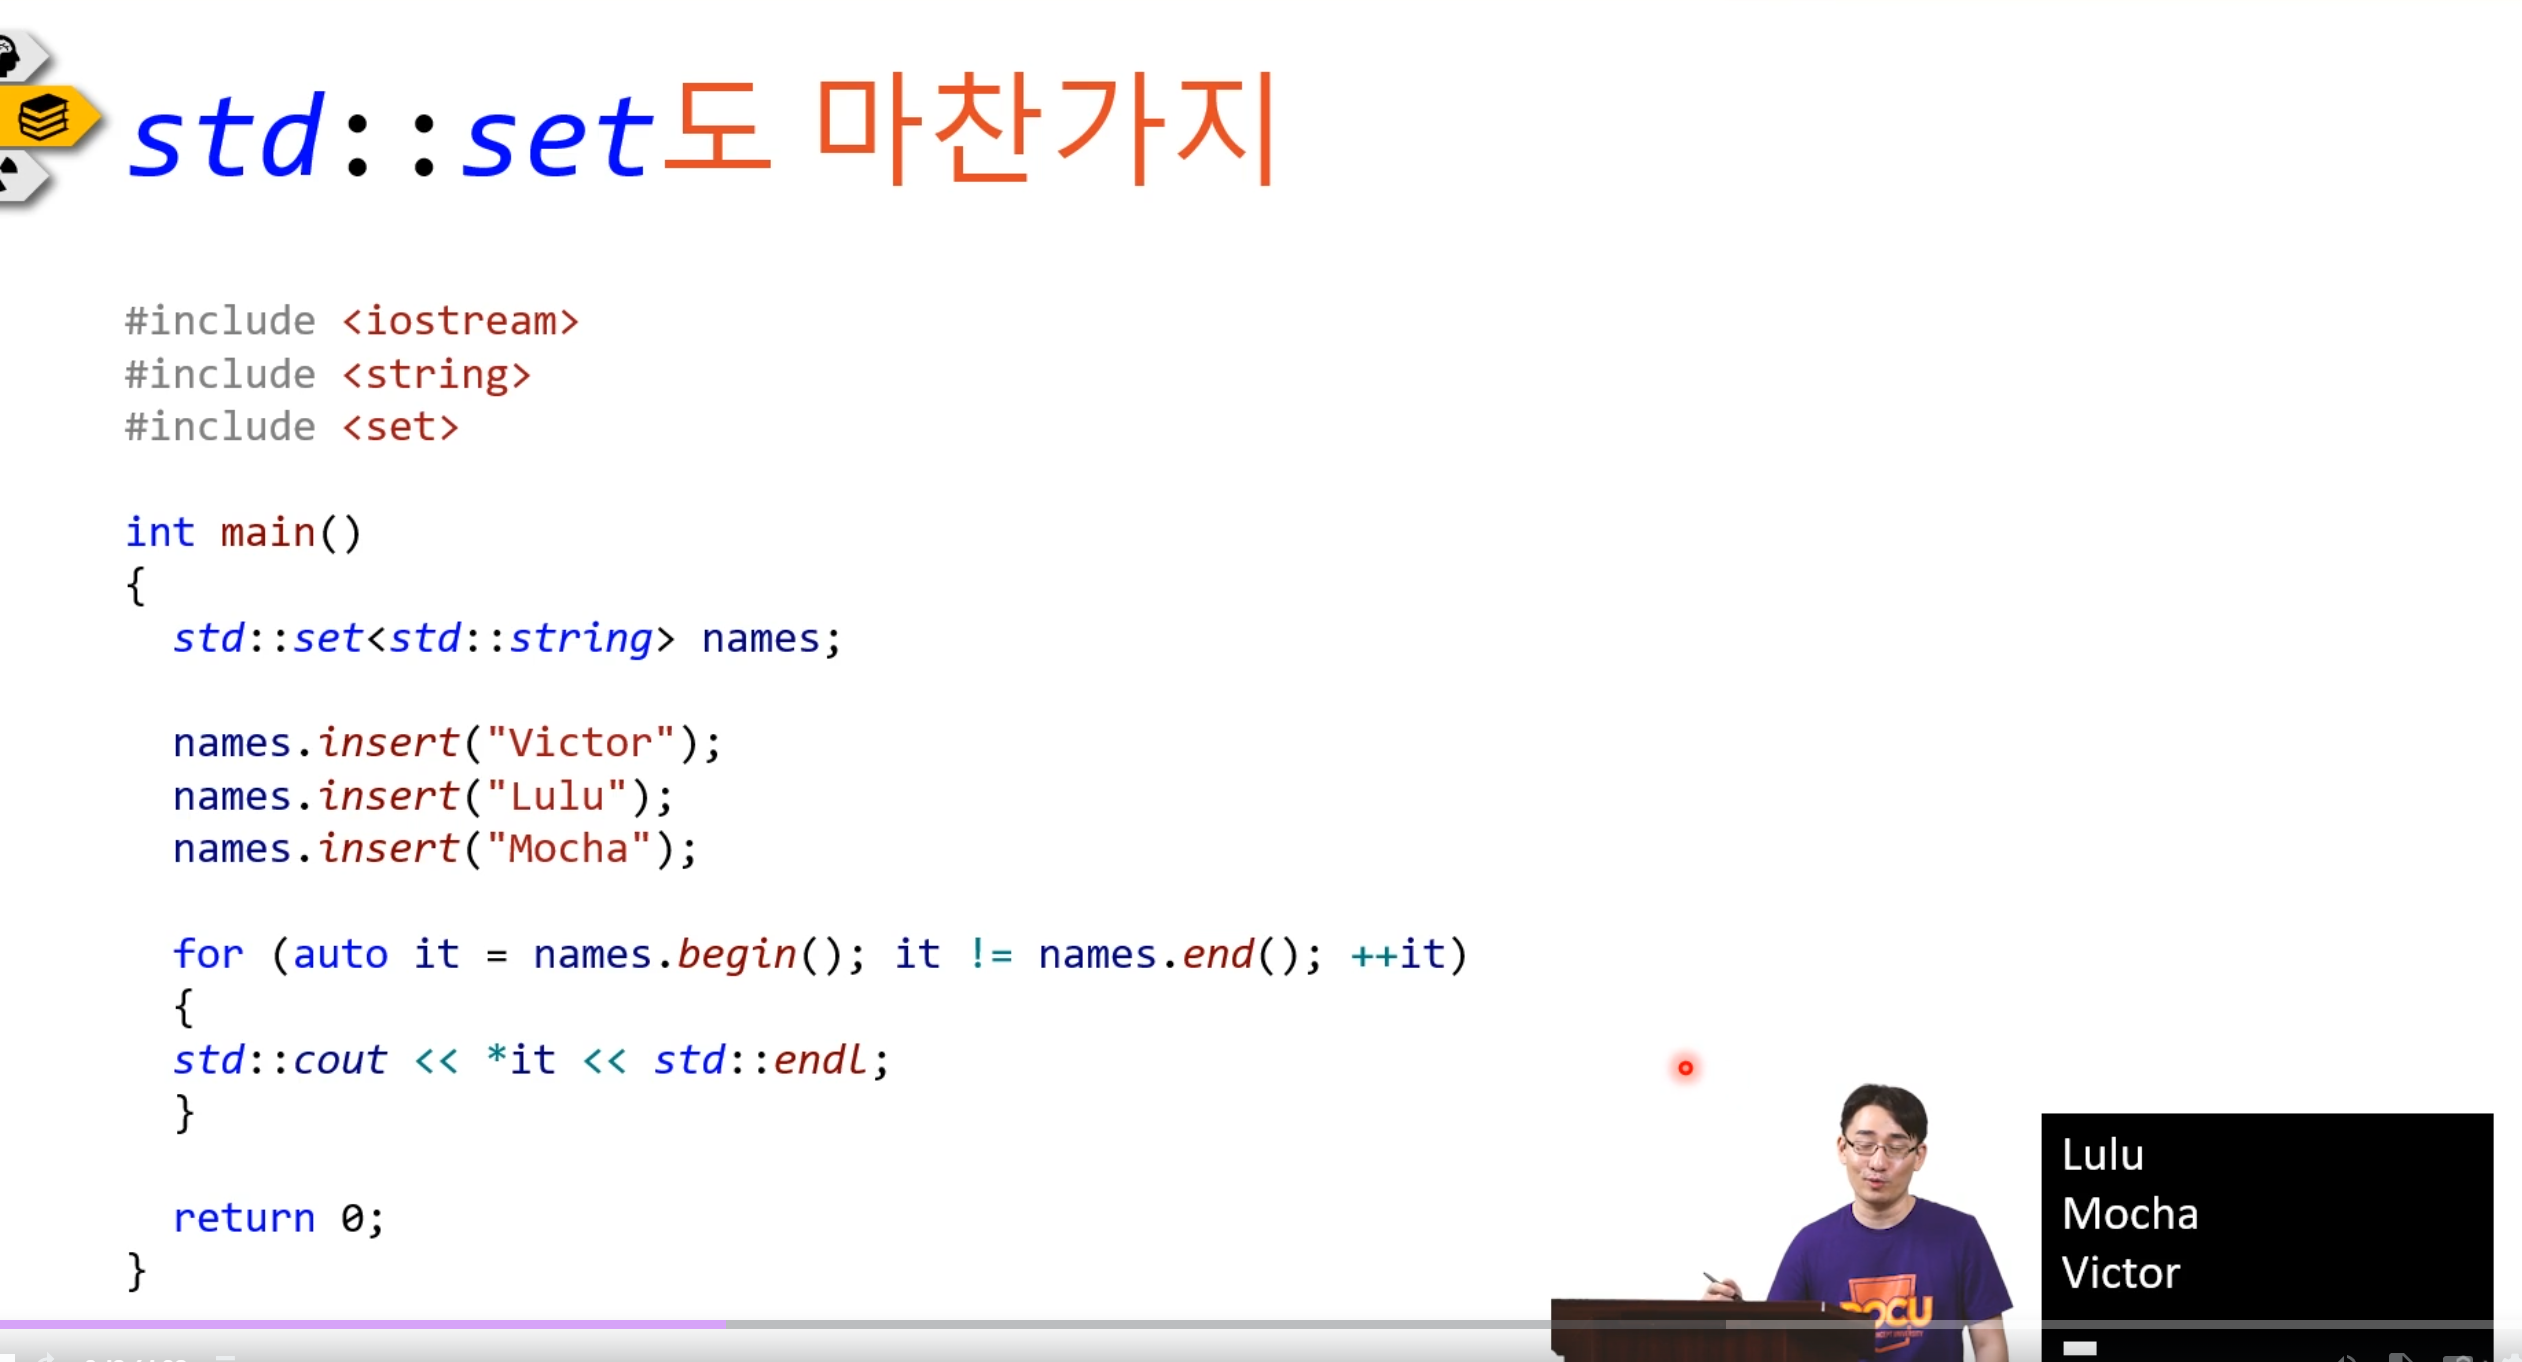 std::set도 마찬가지
#include <iostream>
#include <string>
#include <set>
int main()
{
std::set<std::string> names;
names.insert("Victor");
names.insert("Lulu");
names.insert("Mocha");
for (auto it = names.begin(); it != names.end(); ++it)
{
std::cout << *it << std::endl;
}
return 0;
}
Lulu
Mocha
Victor